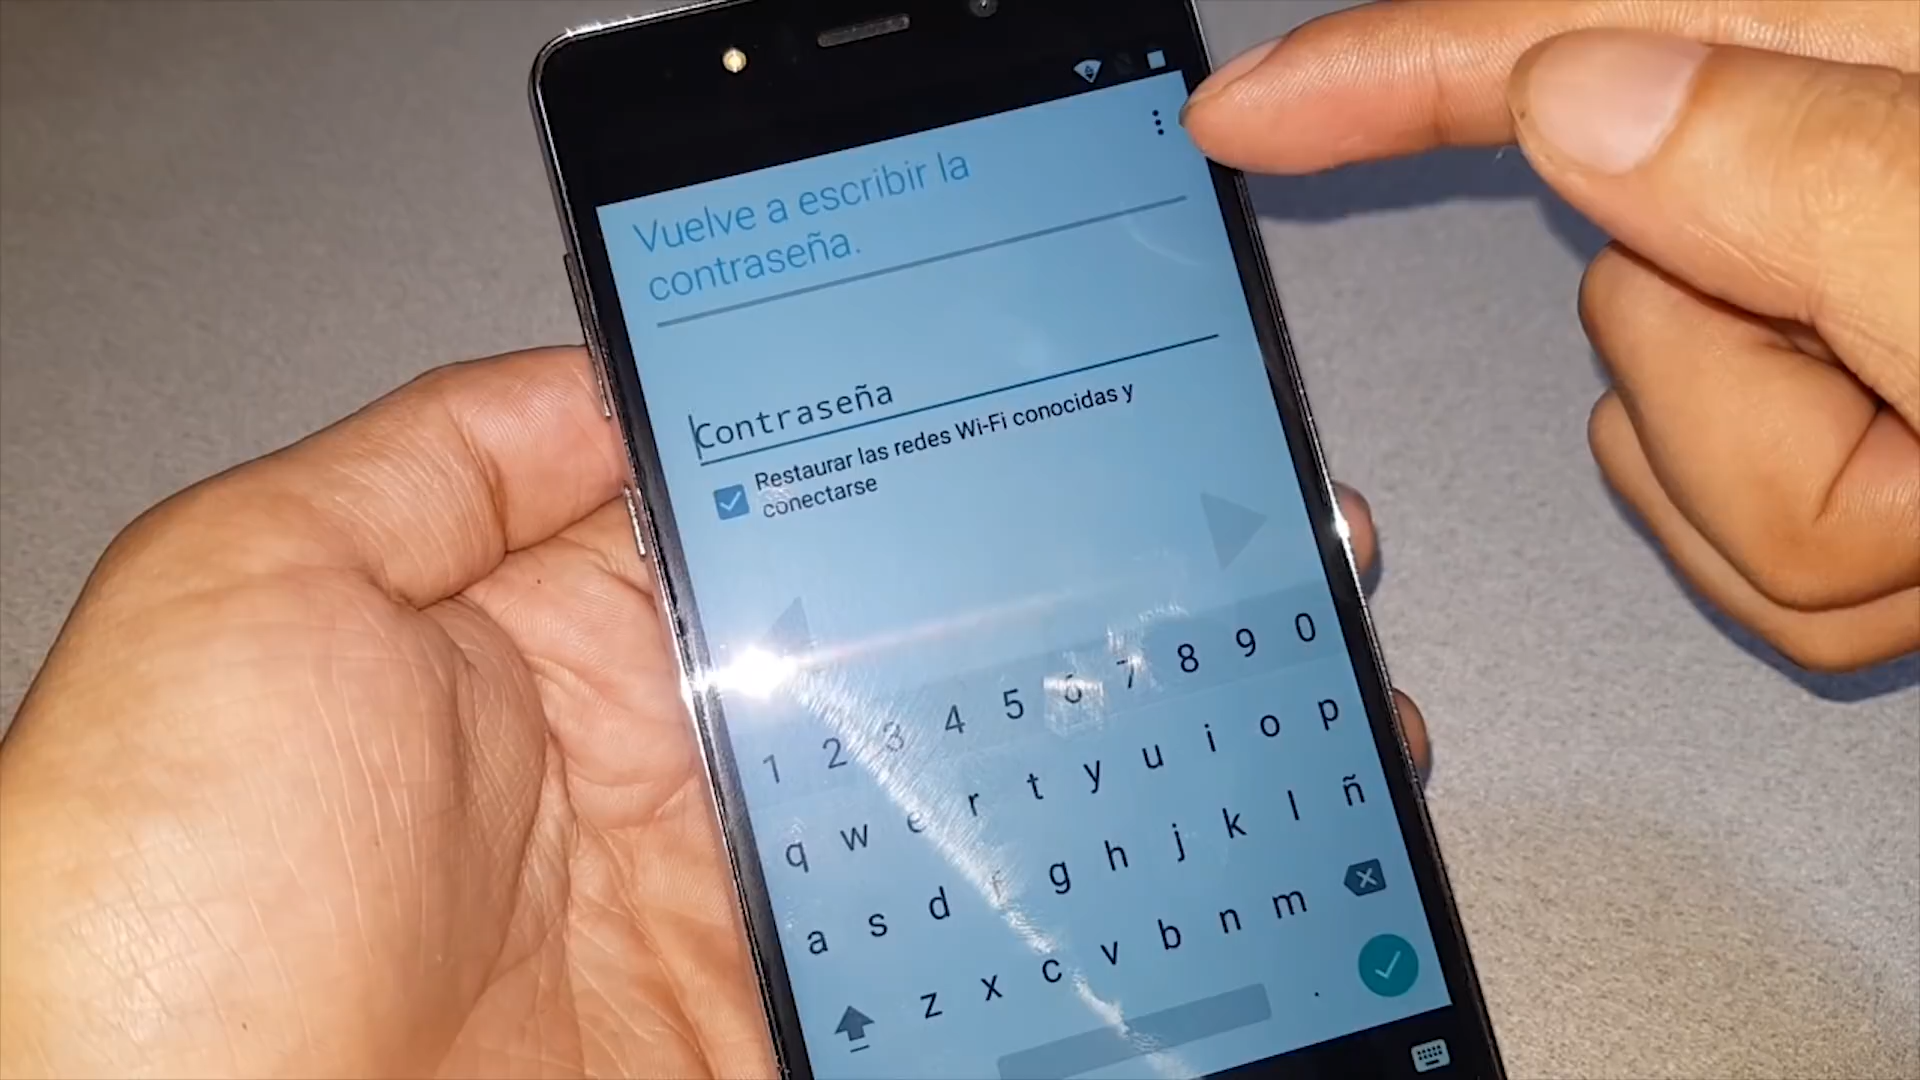 Vuelve a escribir la
contraseña.
Contraseña
Restaurar las redes Wi-Fi conocidas y
conectarse
1 2 3 4 5 6 7 8 9 0
q w e r t y u i o p
a s d f g h j k l ñ
z x c v b n m
.